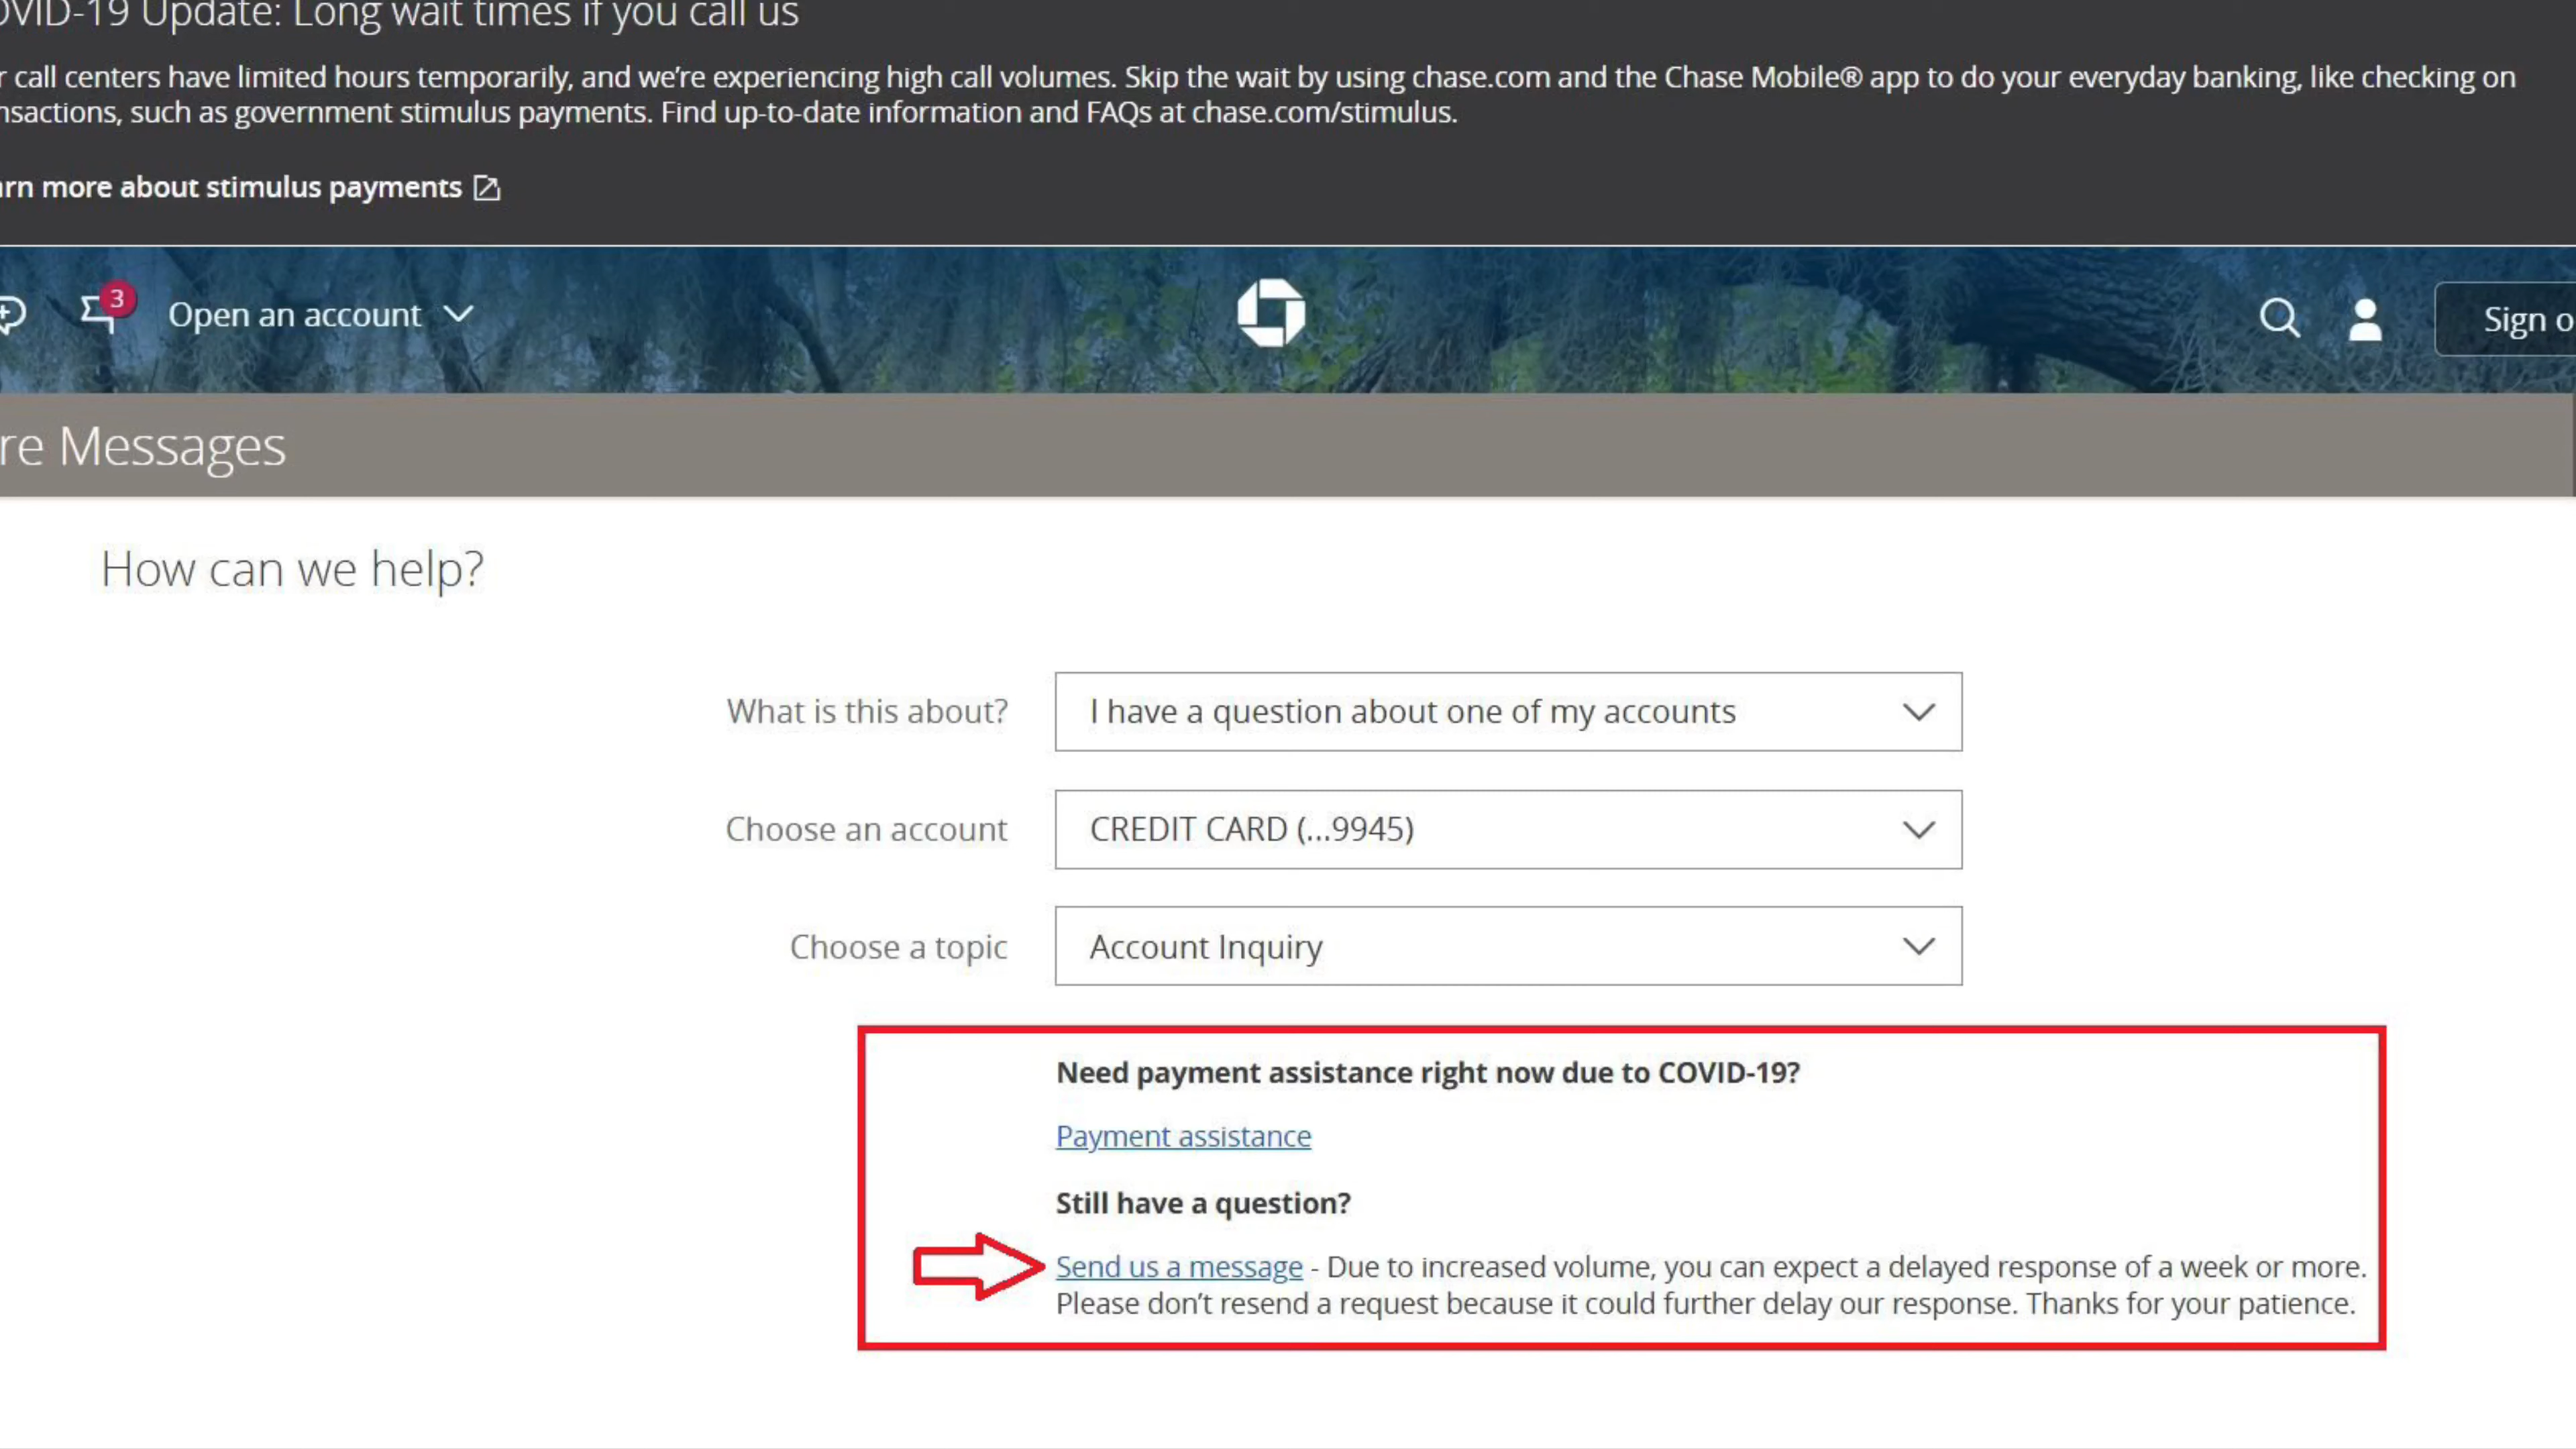 OVID-19 Update: Long wait times if you call us
r call centers have limited hours temporarily, and we're experiencing high call volumes. Skip the wait by using chase.com and the Chase Mobile® app to do your everyday banking, like checking on
nsactions, such as government stimulus payments. Find up-to-date information and FAQs at chase.com/stimulus.
arn more about stimulus payments
3
Open an account
Sign o
re Messages
How can we help?
What is this about? I have a question about one of my accounts
Choose an account CREDIT CARD (...9945)
Choose a topic Account Inquiry
Need payment assistance right now due to COVID-19?
Payment assistance
Still have a question?
Send us a message - Due to increased volume, you can expect a delayed response of a week or more.
Please don't resend a request because it could further delay our response. Thanks for your patience.